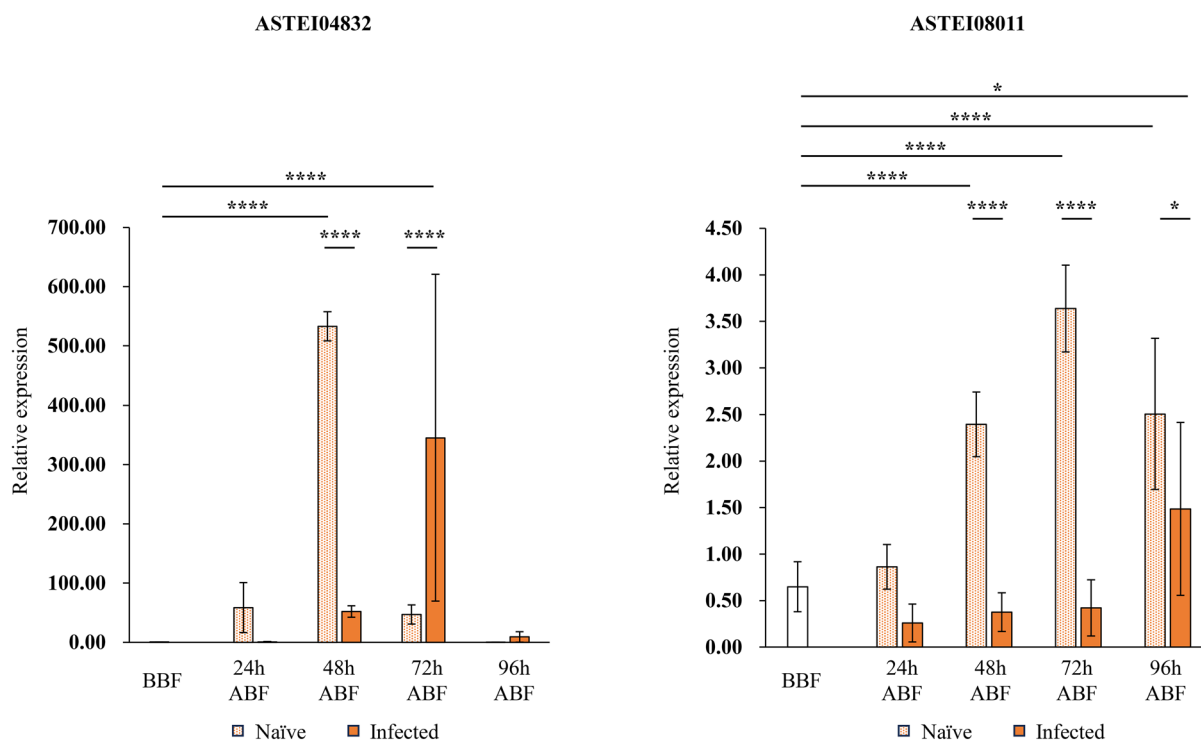 ASTEI04832
****
****
**** ****
700.00
600.00
500.00
400.00
300.00
200.00
100.00
0.00
Relative expression
BBF 24h ABF 48h ABF 72h ABF 96h ABF
Naïve Infected
ASTEI08011
*
****
****
****
**** **** *
4.50
4.00
3.50
3.00
2.50
2.00
1.50
1.00
0.50
0.00
Relative expression
BBF 24h ABF 48h ABF 72h ABF 96h ABF
Naïve Infected